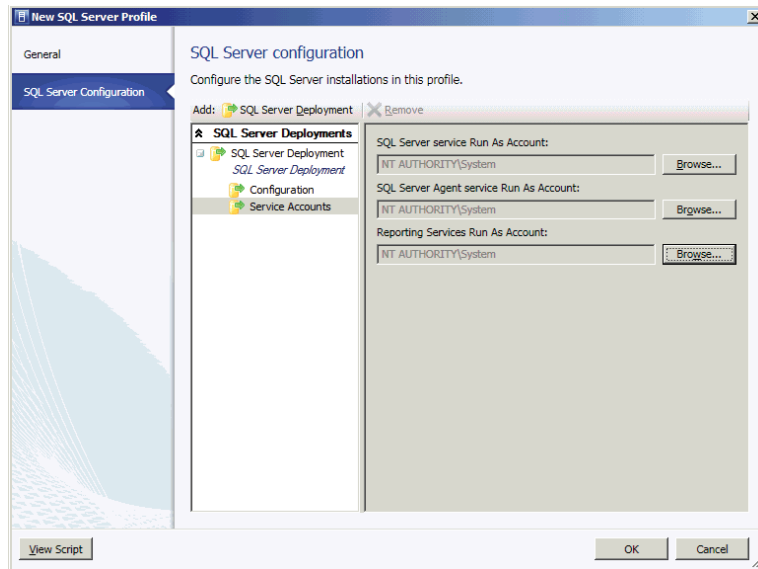 New SQL Server Profile
General
SQL Server Configuration
SQL Server configuration
Configure the SQL Server installations in this profile.
Add: SQL Server Deployment Remove
SQL Server Deployments
SQL Server Deployment
SQL Server Deployment
Configuration
Service Accounts
SQL Server service Run As Account:
NT AUTHORITY\System Browse...
SQL Server Agent service Run As Account:
NT AUTHORITY\System Browse...
Reporting Services Run As Account:
NT AUTHORITY\System Browse...
View Script OK Cancel